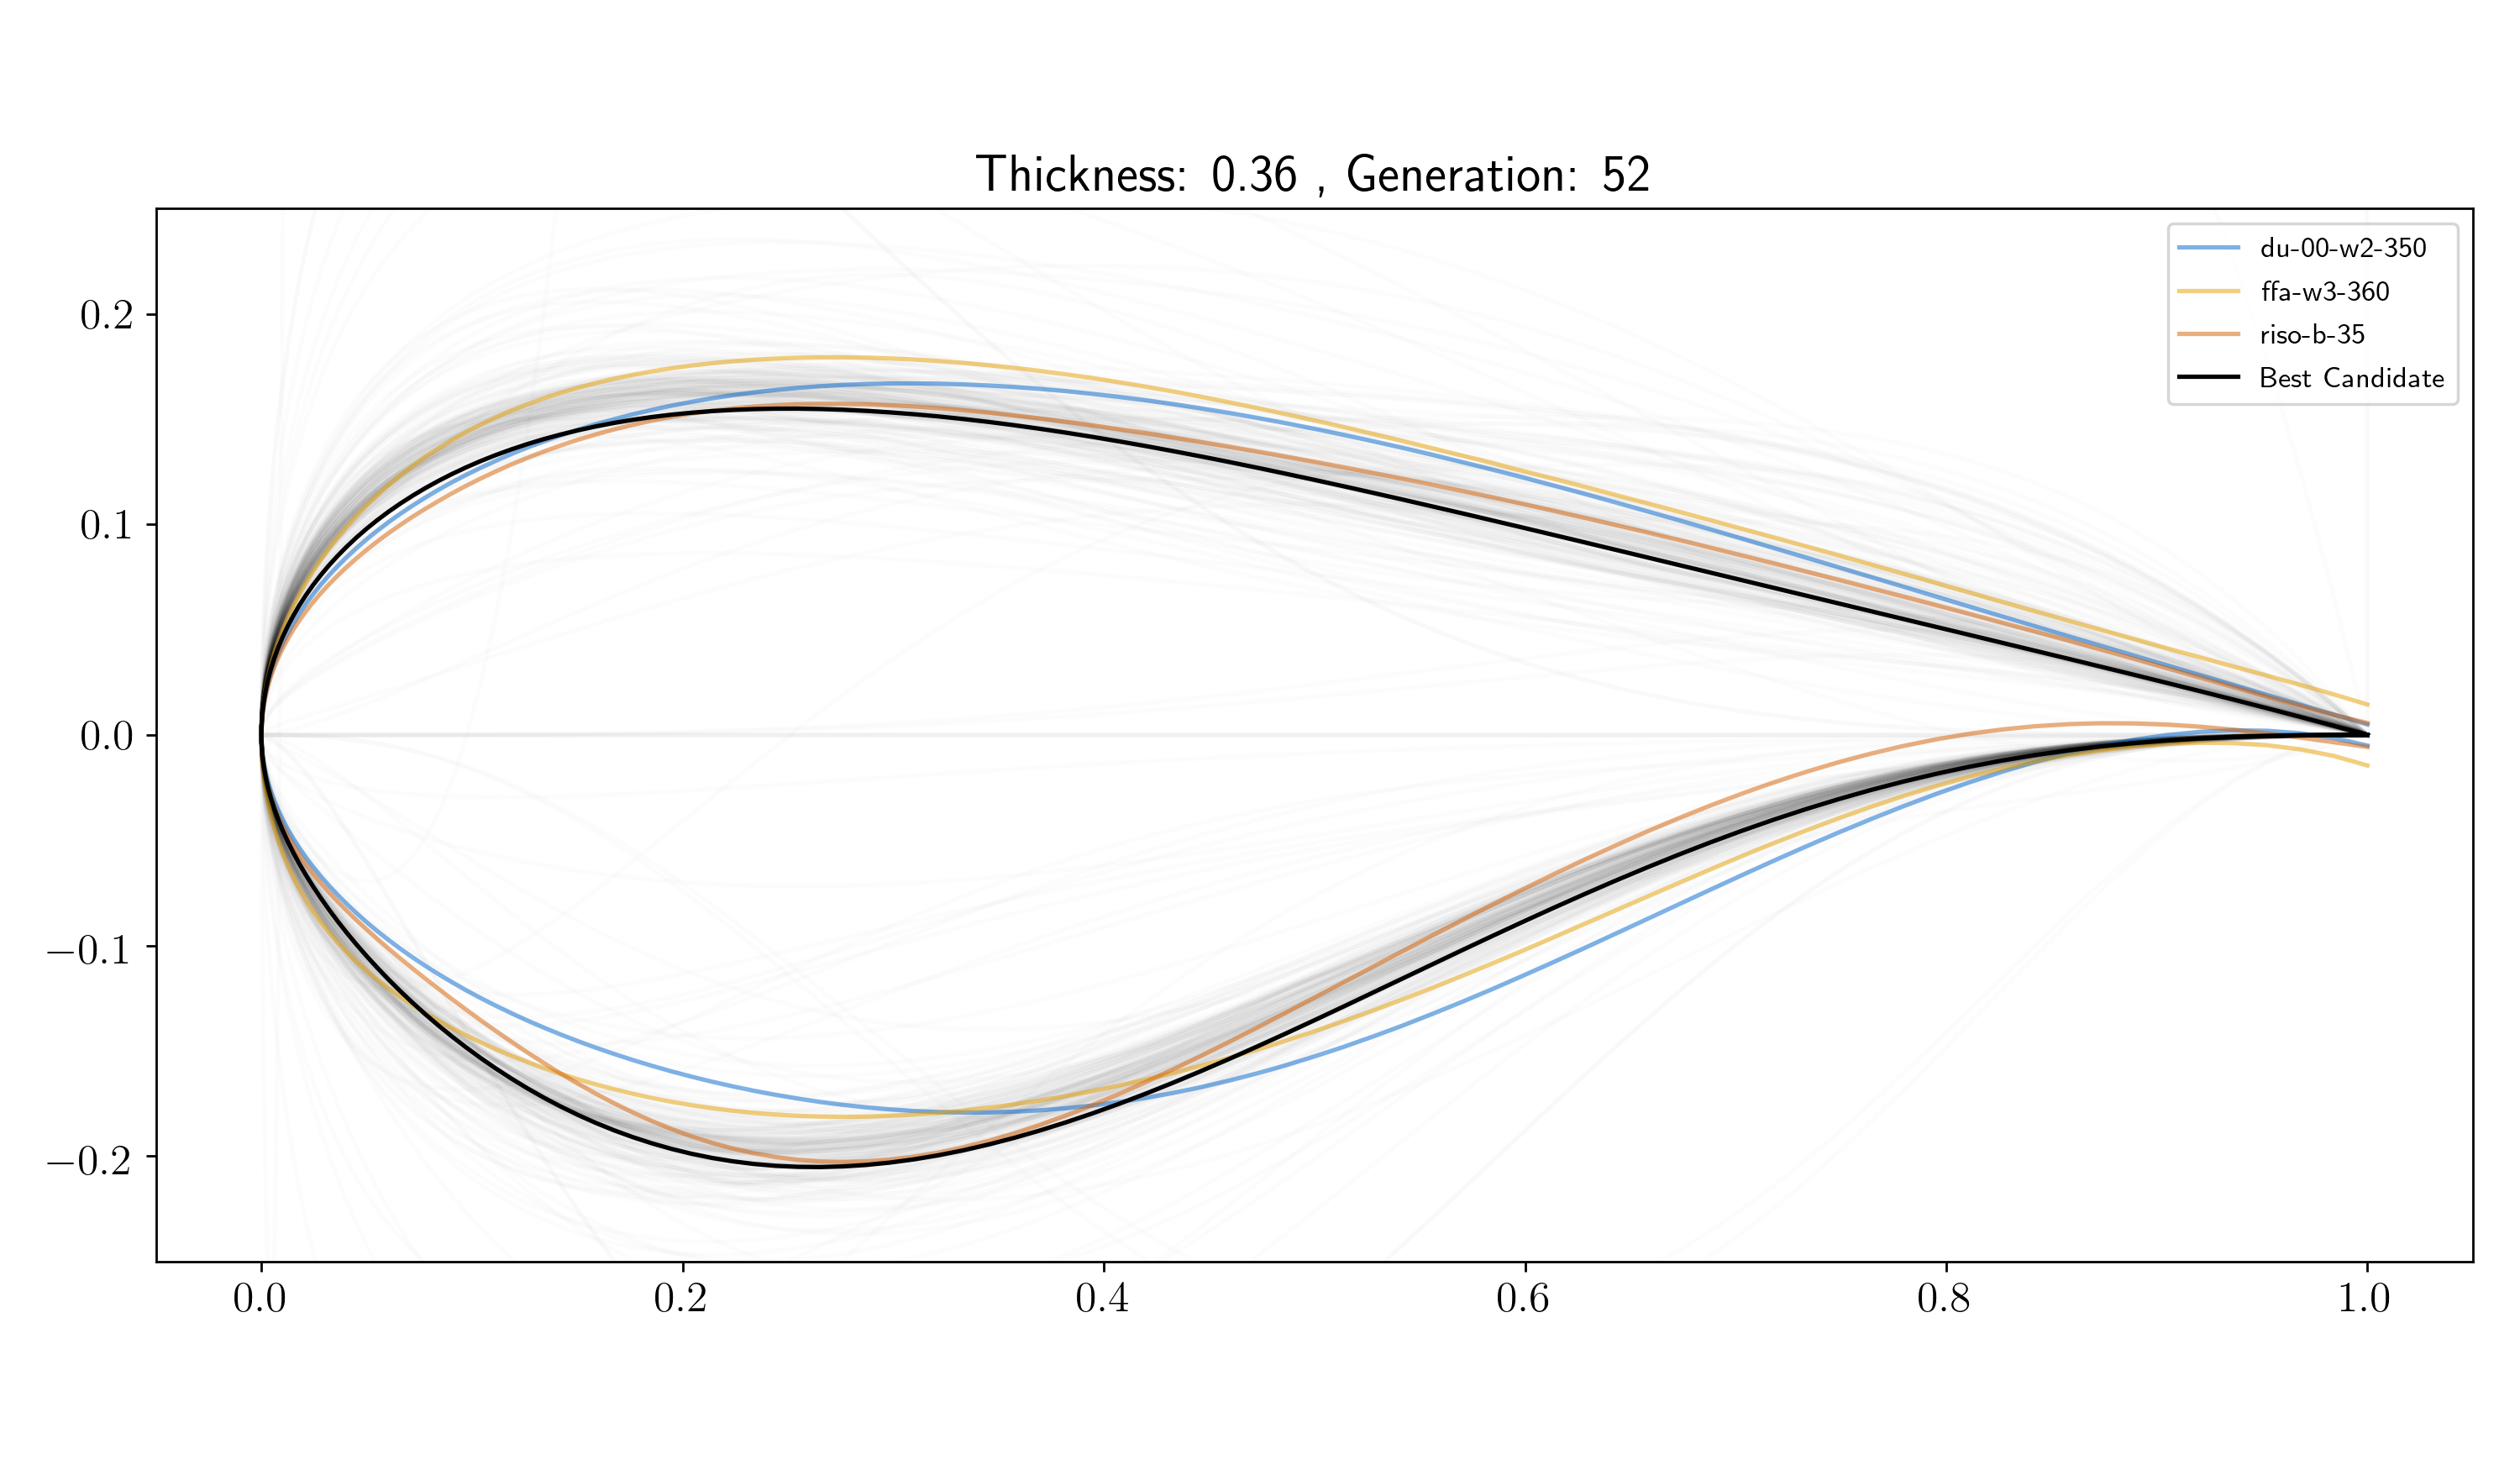 Thickness: 0.36 , Generation: 52
du-00-w2-350
ffa-w3-360
riso-b-35
Best Candidate
0.2
0.1
0.0
−0.1
−0.2
0.0 0.2 0.4 0.6 0.8 1.0